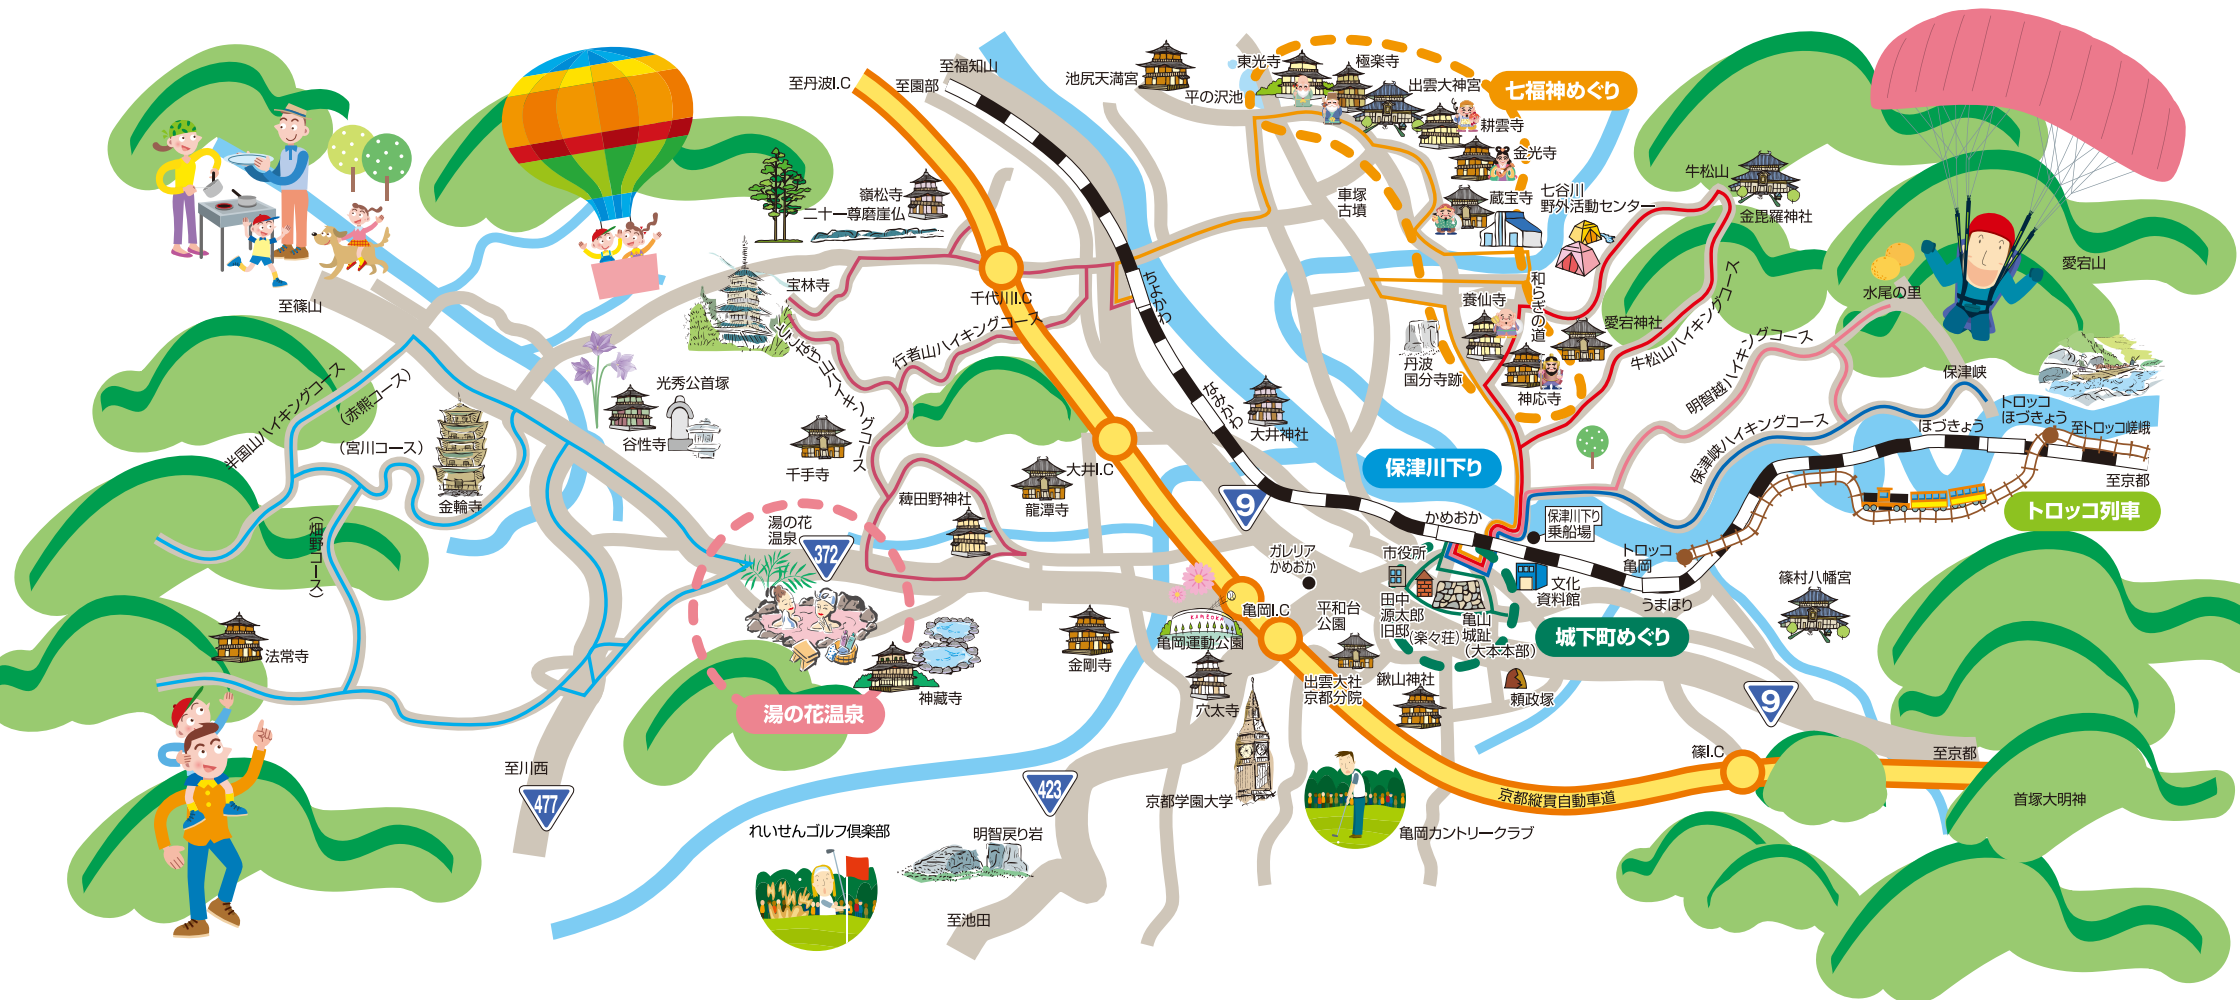 至丹波I.C
至園部
至福知山
池尻天満宮
平の沢池
東光寺
極楽寺
出雲大神宮
七福神めぐり
耕雲寺
金光寺
蔵宝寺
七谷川
野外活動センター
車塚
古墳
牛松山
金毘羅神社
愛宕山
水尾の里
嶺松寺
二十一尊磨崖仏
宝林寺
千代川I.C
ちよかわ
至篠山
行者山ハイキングコース
とこなげ山ハイキングコース
養仙寺
和らぎの道
愛宕神社
牛松山ハイキングコース
明智越ハイキングコース
丹波
国分寺跡
神応寺
保津峡
トロッコ
ほづきょう
ほづきょう
至トロッコ嵯峨
至京都
保津峡ハイキングコース
半国山ハイキングコース
(赤熊コース)
(宮川コース)
(畑野コース)
金輪寺
光秀公首塚
谷性寺
千手寺
なみかわ
大井神社
大井I.C
龍潭寺
薭田野神社
保津川下り
トロッコ列車
9
かめおか
保津川下り
乗船場
湯の花
温泉
372
ガレリア
かめおか
市役所
トロッコ
亀岡
うまほり
篠村八幡宮
文化
資料館
田中
源太郎
旧邸
(楽々荘)
亀山
城趾
(大本本部)
城下町めぐり
亀岡I.C
平和台
公園
KAMEOKA
亀岡運動公園
法常寺
金剛寺
神蔵寺
湯の花温泉
穴太寺
出雲大社
京都分院
鍬山神社
頼政塚
9
篠I.C
至京都
至川西
477
423
京都学園大学
京都縦貫自動車道
首塚大明神
れいせんゴルフ倶楽部
明智戻り岩
亀岡カントリークラブ
至池田